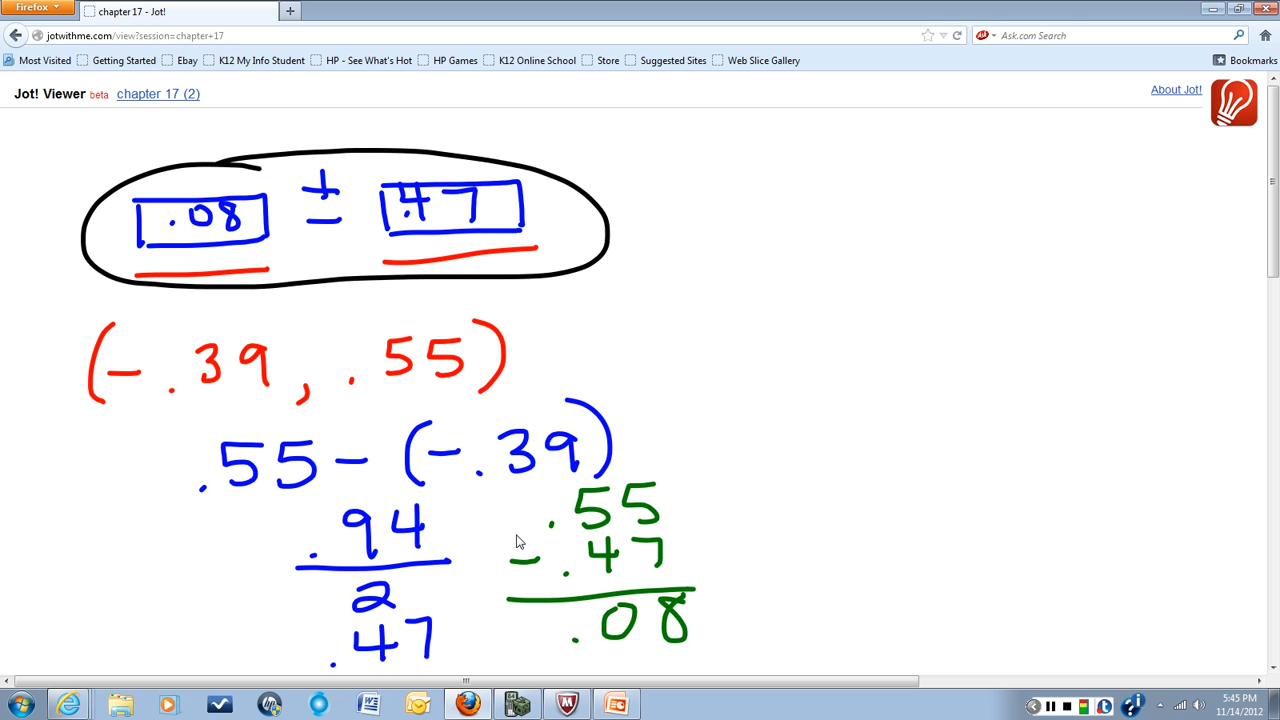 Firefox
chapter 17 - Jot!
jotwithme.com/view?session=chapter+17
Ask.com Search
Most Visited Getting Started Ebay K12 My Info Student HP - See What's Hot HP Games K12 Online School Store Suggested Sites Web Slice Gallery Bookmarks
Jot! Viewer beta chapter 17 (2) About Jot!
.08 ± .47
(-.39, .55)
.55 - (-.39)
.94
2
.47
.55
- .47
.08
5:45 PM
11/14/2012